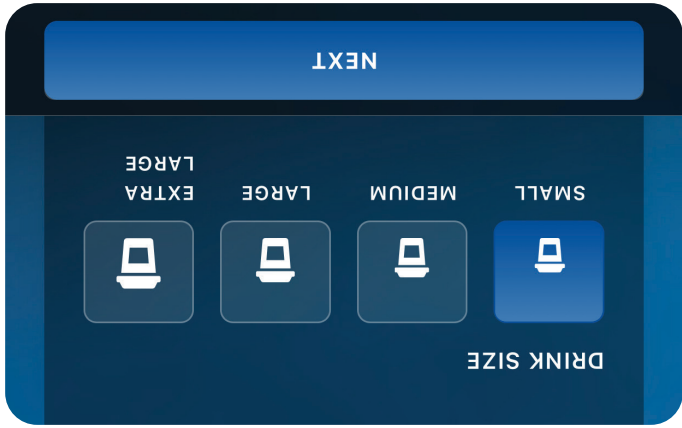 DRINK SIZE
SMALL
MEDIUM
LARGE
EXTRA
LARGE
NEXT